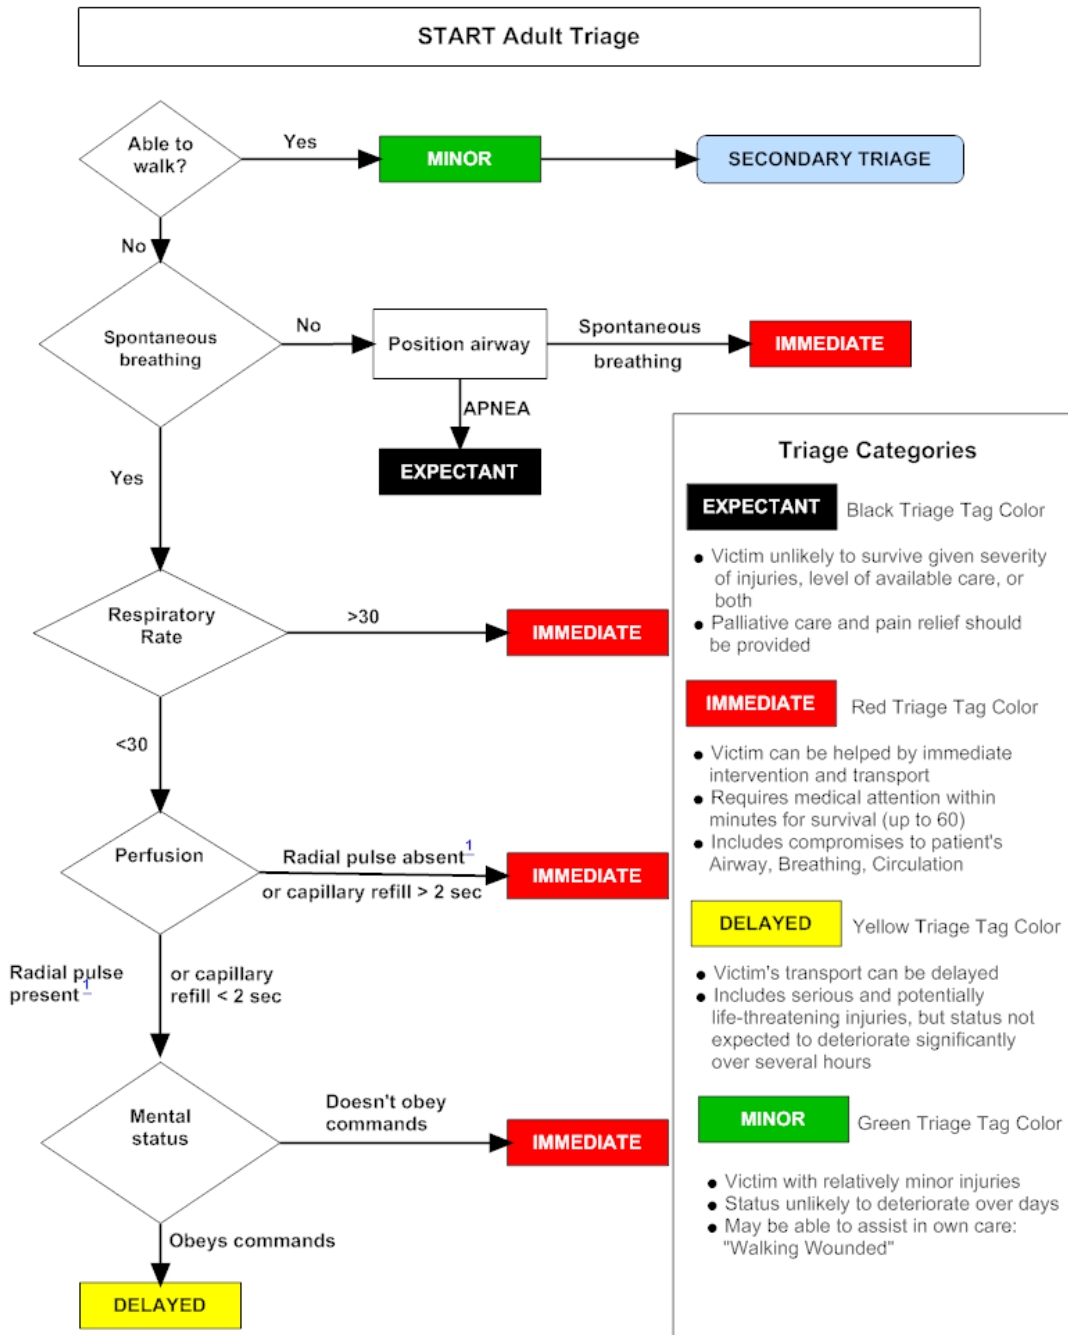 START Adult Triage
Able to
walk?
Yes
MINOR
SECONDARY TRIAGE
No
Spontaneous
breathing
No
Position airway
Spontaneous
breathing
IMMEDIATE
APNEA
EXPECTANT
Yes
Respiratory
Rate
>30
IMMEDIATE
<30
Perfusion
Radial pulse absent1
or capillary refill > 2 sec
IMMEDIATE
Radial pulse
present1
or capillary
refill < 2 sec
Mental
status
Doesn't obey
commands
IMMEDIATE
Obeys commands
DELAYED
Triage Categories
EXPECTANT Black Triage Tag Color
● Victim unlikely to survive given severity
of injuries, level of available care, or
both
● Palliative care and pain relief should
be provided
IMMEDIATE Red Triage Tag Color
● Victim can be helped by immediate
intervention and transport
● Requires medical attention within
minutes for survival (up to 60)
● Includes compromises to patient's
Airway, Breathing, Circulation
DELAYED Yellow Triage Tag Color
● Victim's transport can be delayed
● Includes serious and potentially
life-threatening injuries, but status not
expected to deteriorate significantly
over several hours
MINOR Green Triage Tag Color
● Victim with relatively minor injuries
● Status unlikely to deteriorate over days
● May be able to assist in own care:
"Walking Wounded"